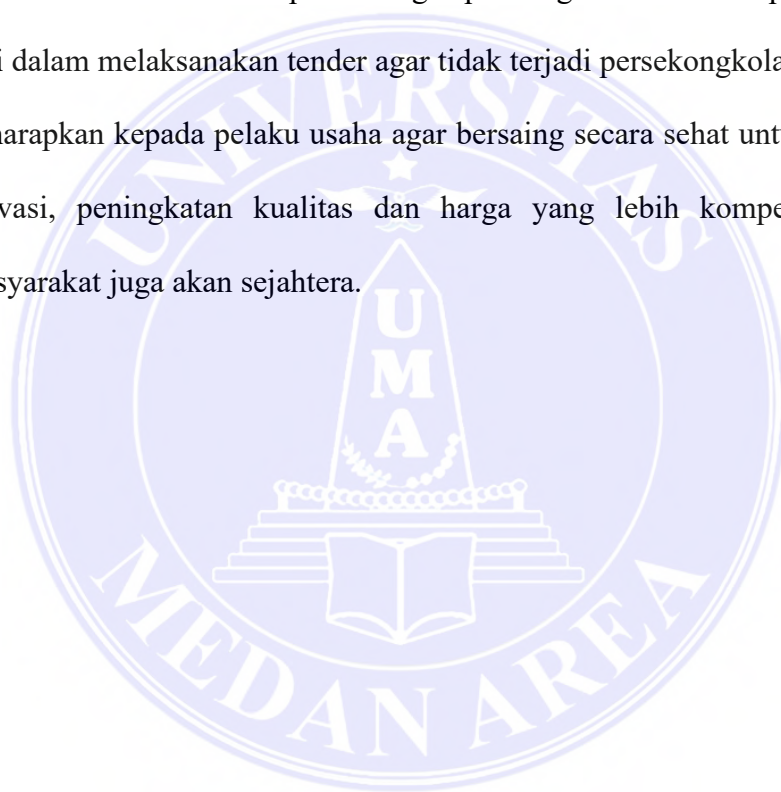 i dalam melaksanakan tender agar tidak terjadi persekongkola
harapkan kepada pelaku usaha agar bersaing secara sehat unt
vasi, peningkatan kualitas dan harga yang lebih kompe
syarakat juga akan sejahtera.
UNIVERSITAS
U
M
A
MEDAN AREA